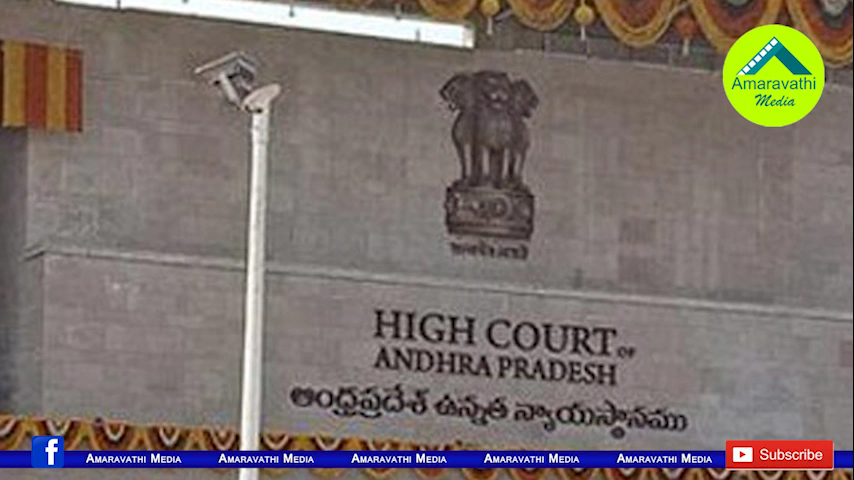 Amaravathi
Media
HIGH COURT OF
ANDHRA PRADESH
ఆంధ్రప్రదేశ్ ఉన్నత న్యాయస్థానము
f AMARAVATHI MEDIA AMARAVATHI MEDIA AMARAVATHI MEDIA AMARAVATHI MEDIA AMARAVATHI MEDIA Subscribe